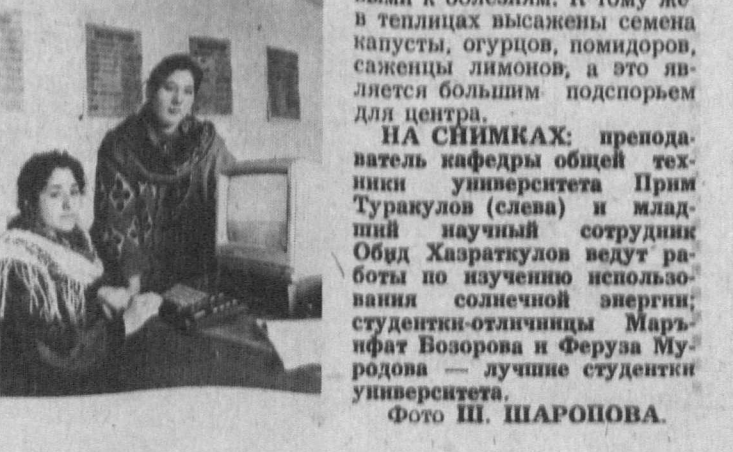 выми к болезням. К тому же
в теплицах высажены семена
капусты, огурцов, помидоров,
саженцы лимонов, а это яв-
ляется большим подспорьем
для центра.
НА СНИМКАХ: препода-
ватель кафедры общей тех-
ники университета Прим
Туракулов (слева) и млад-
ший научный сотрудник
Обид Хазраткулов ведут ра-
боты по изучению использо-
вания солнечной энергии;
студентки-отличницы Маръ-
ифат Бозорова и Феруза Му-
родова — лучшие студентки
университета.
Фото Ш. ШАРОПОВА.